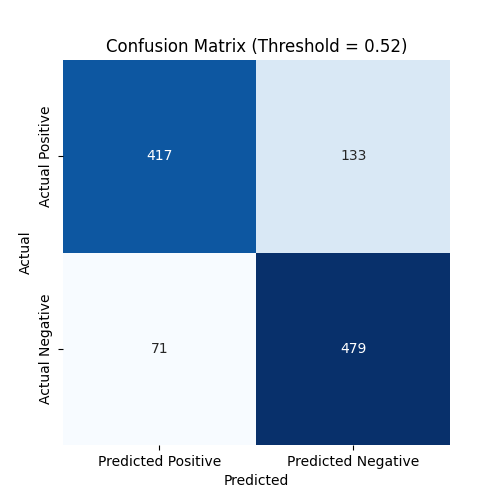 Confusion Matrix (Threshold = 0.52)
Actual
Actual Positive
417 133
Actual Negative
71 479
Predicted Positive Predicted Negative
Predicted